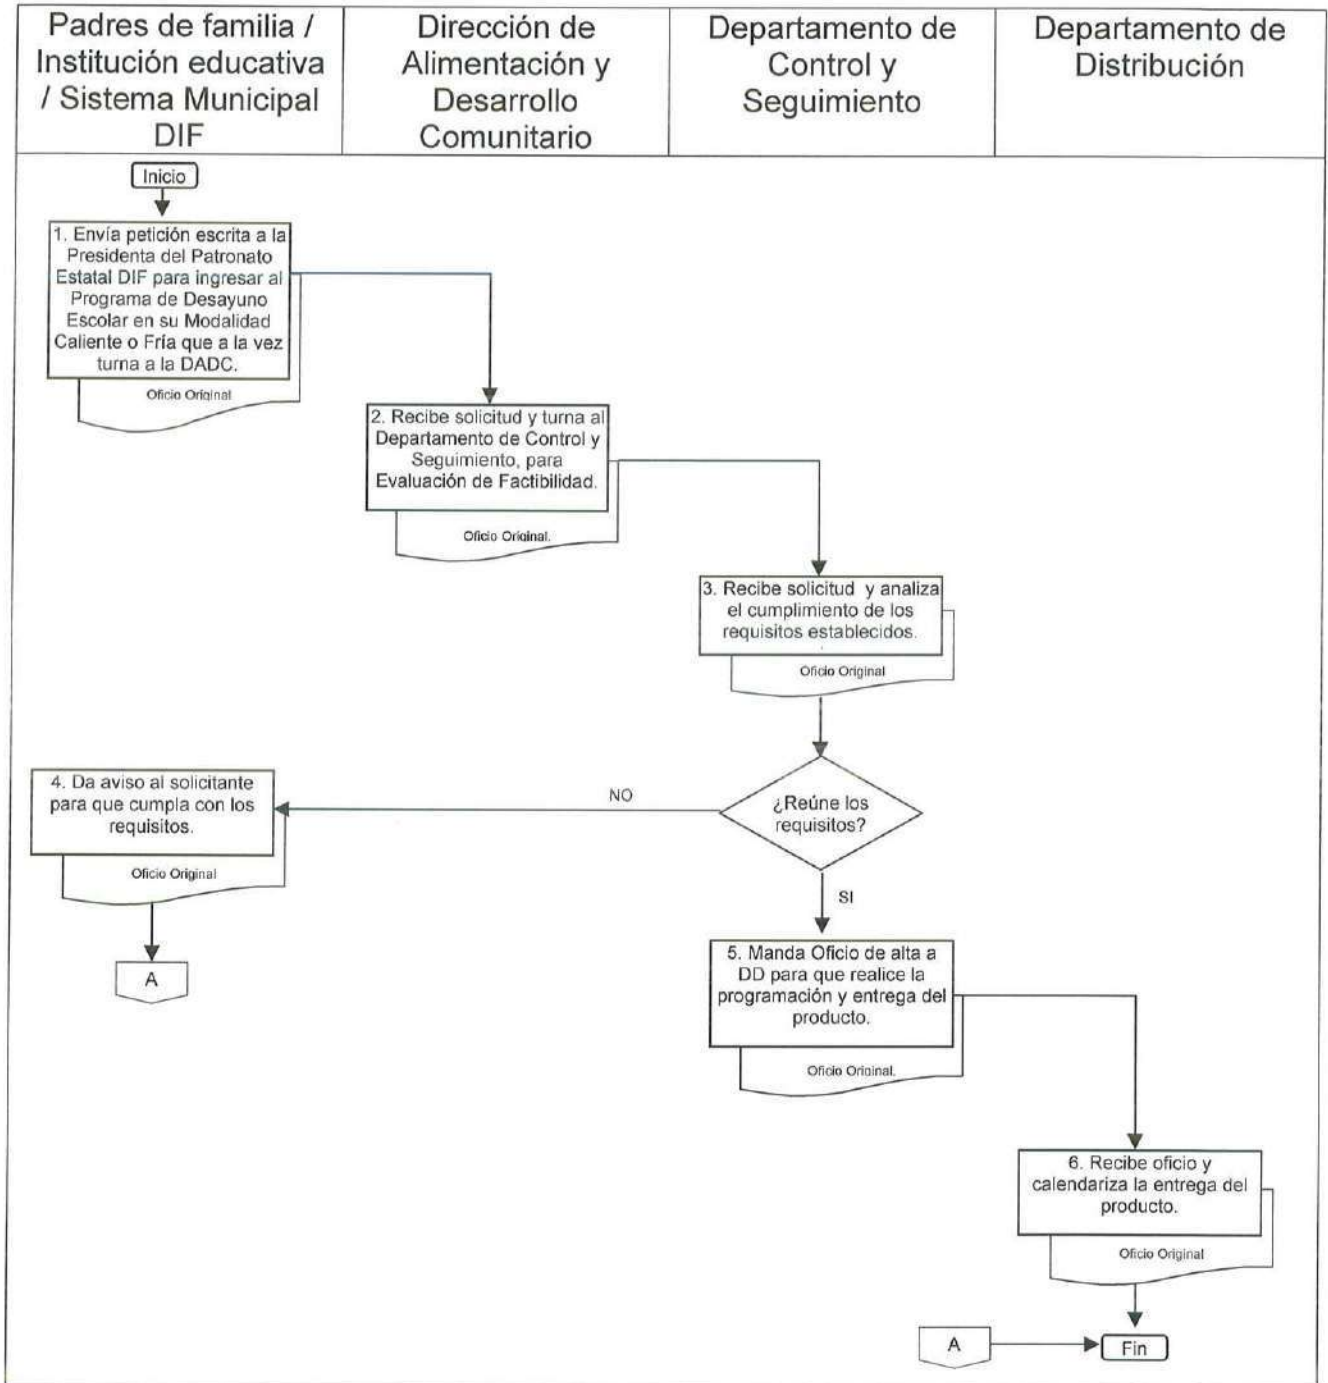 Padres de familia /
Institución educativa
/ Sistema Municipal
DIF
Dirección de
Alimentación y
Desarrollo
Comunitario
Departamento de
Control y
Seguimiento
Departamento de
Distribución
Inicio
1. Envía petición escrita a la
Presidenta del Patronato
Estatal DIF para ingresar al
Programa de Desayuno
Escolar en su Modalidad
Caliente o Fría que a la vez
turna a la DADC.
Oficio Original
2. Recibe solicitud y turna al
Departamento de Control y
Seguimiento, para
Evaluación de Factibilidad.
Oficio Original.
3. Recibe solicitud y analiza
el cumplimiento de los
requisitos establecidos.
Oficio Original
¿Reúne los
requisitos?
NO
4. Da aviso al solicitante
para que cumpla con los
requisitos.
Oficio Original
A
SI
5. Manda Oficio de alta a
DD para que realice la
programación y entrega del
producto.
Oficio Original.
6. Recibe oficio y
calendariza la entrega del
producto.
Oficio Original
A
Fin